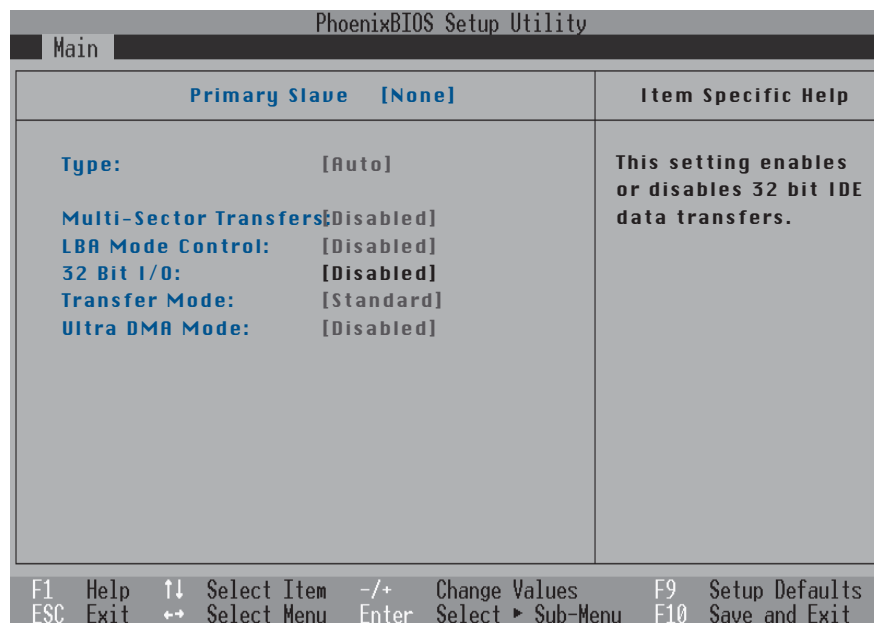 PhoenixBIOS Setup Utility
Main
Primary Slave [None]
Item Specific Help
Type: [Auto]
Multi-Sector Transfers:[Disabled]
LBA Mode Control: [Disabled]
32 Bit I/O: [Disabled]
Transfer Mode: [Standard]
Ultra DMA Mode: [Disabled]
This setting enables
or disables 32 bit IDE
data transfers.
F1 Help ↑↓ Select Item -/+ Change Values F9 Setup Defaults
ESC Exit ←→ Select Menu Enter Select ▶ Sub-Menu F10 Save and Exit